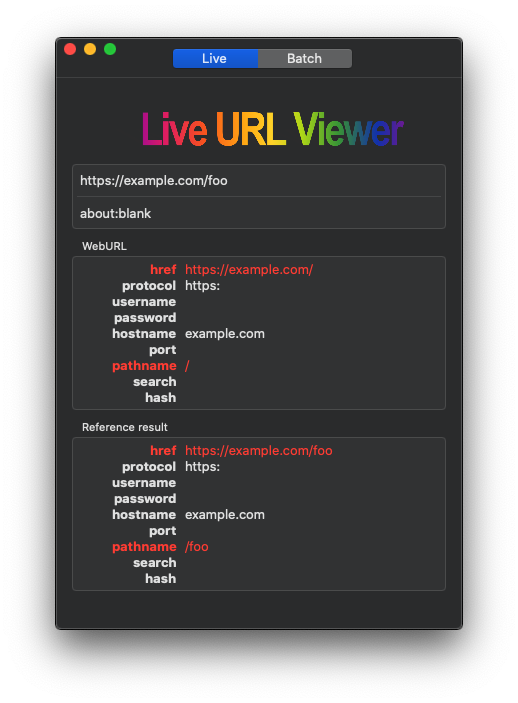 Live Batch
Live URL Viewer
https://example.com/foo
about:blank
WebURL
href https://example.com/
protocol https:
username
password
hostname example.com
port
pathname /
search
hash
Reference result
href https://example.com/foo
protocol https:
username
password
hostname example.com
port
pathname /foo
search
hash